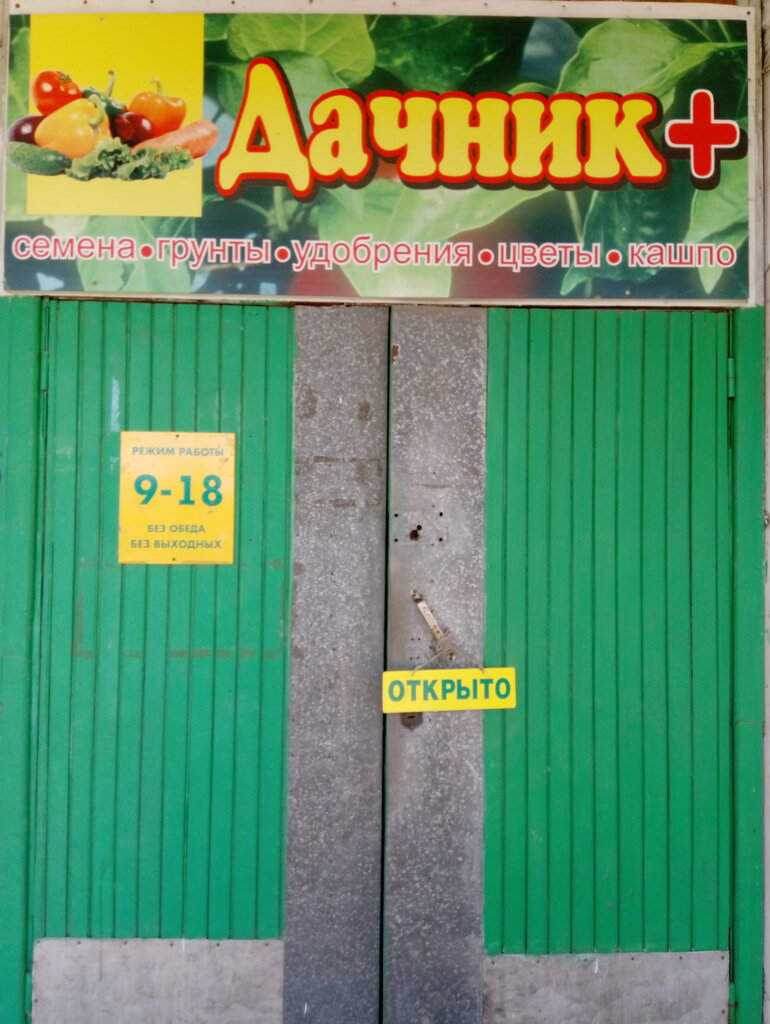 Дачник+
семена•грунты•удобрения•цветы•кашпо
РЕЖИМ РАБОТЫ
9-18
БЕЗ ОБЕДА
БЕЗ ВЫХОДНЫХ
ОТКРЫТО